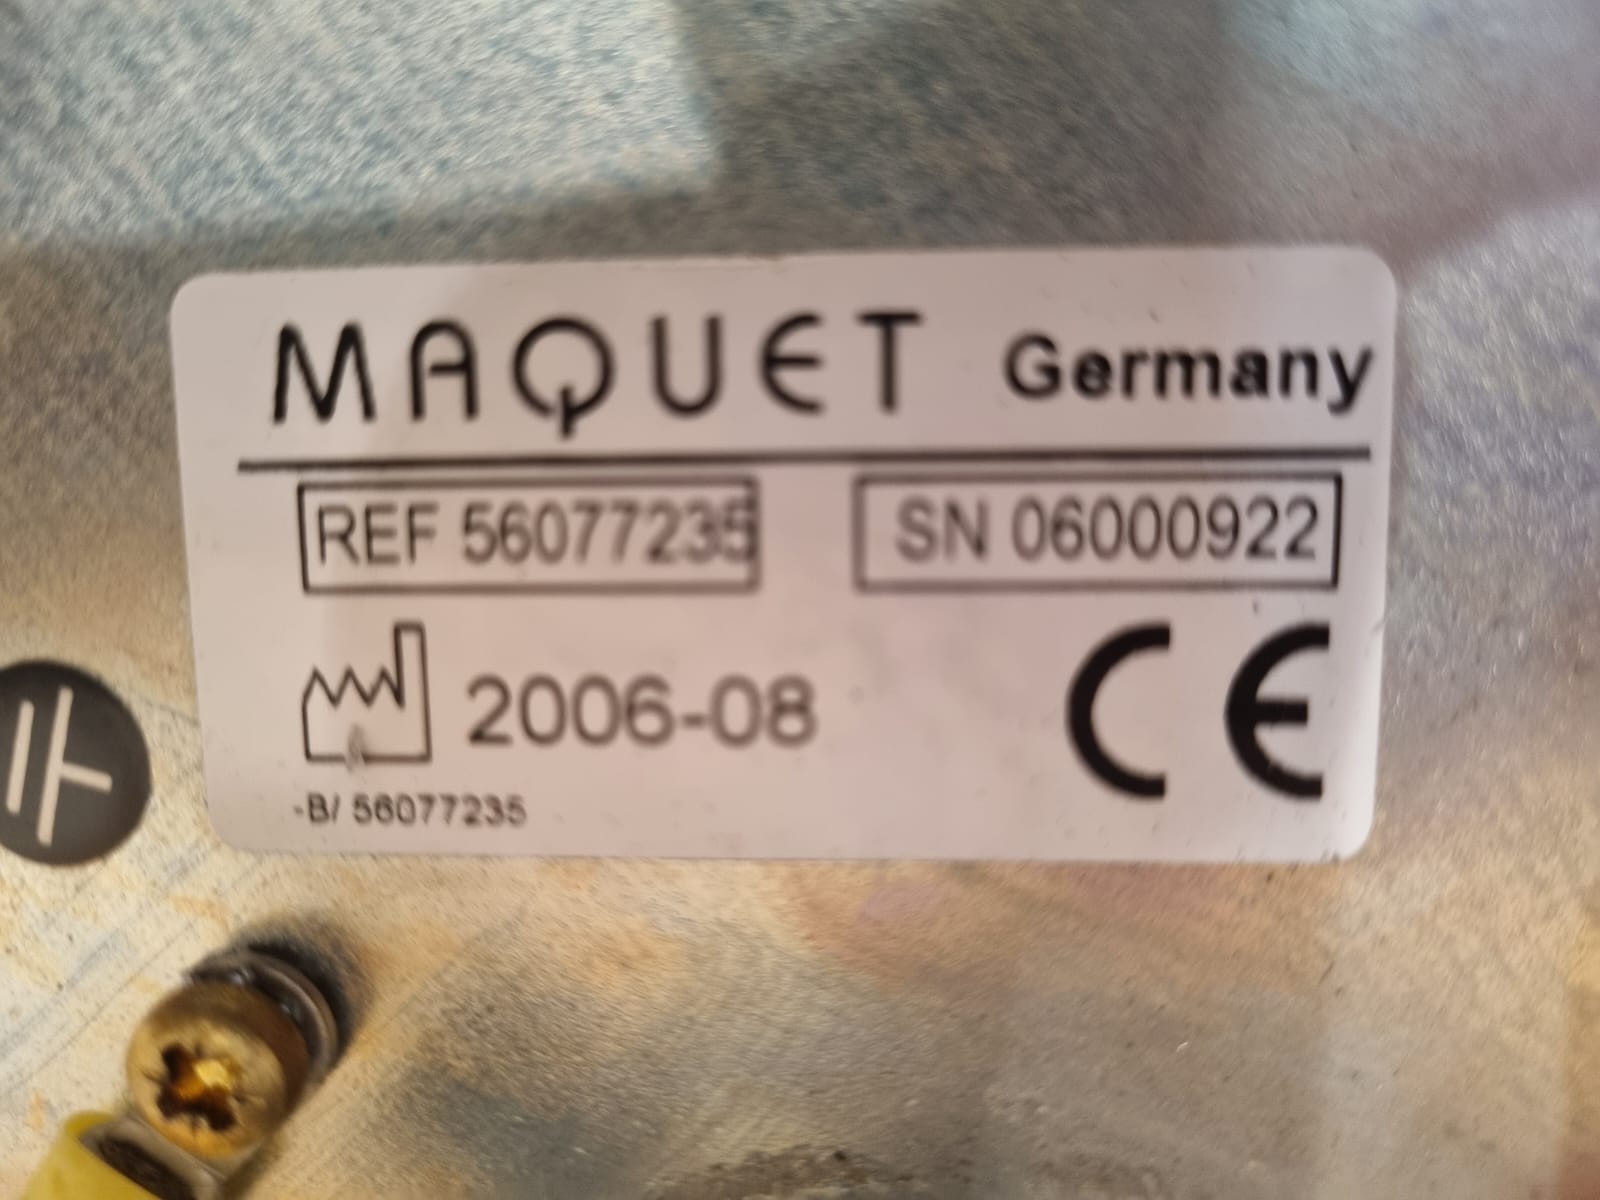 MAQUET Germany
REF 56077235 SN 06000922
2006-08 CE
-B/ 56077235